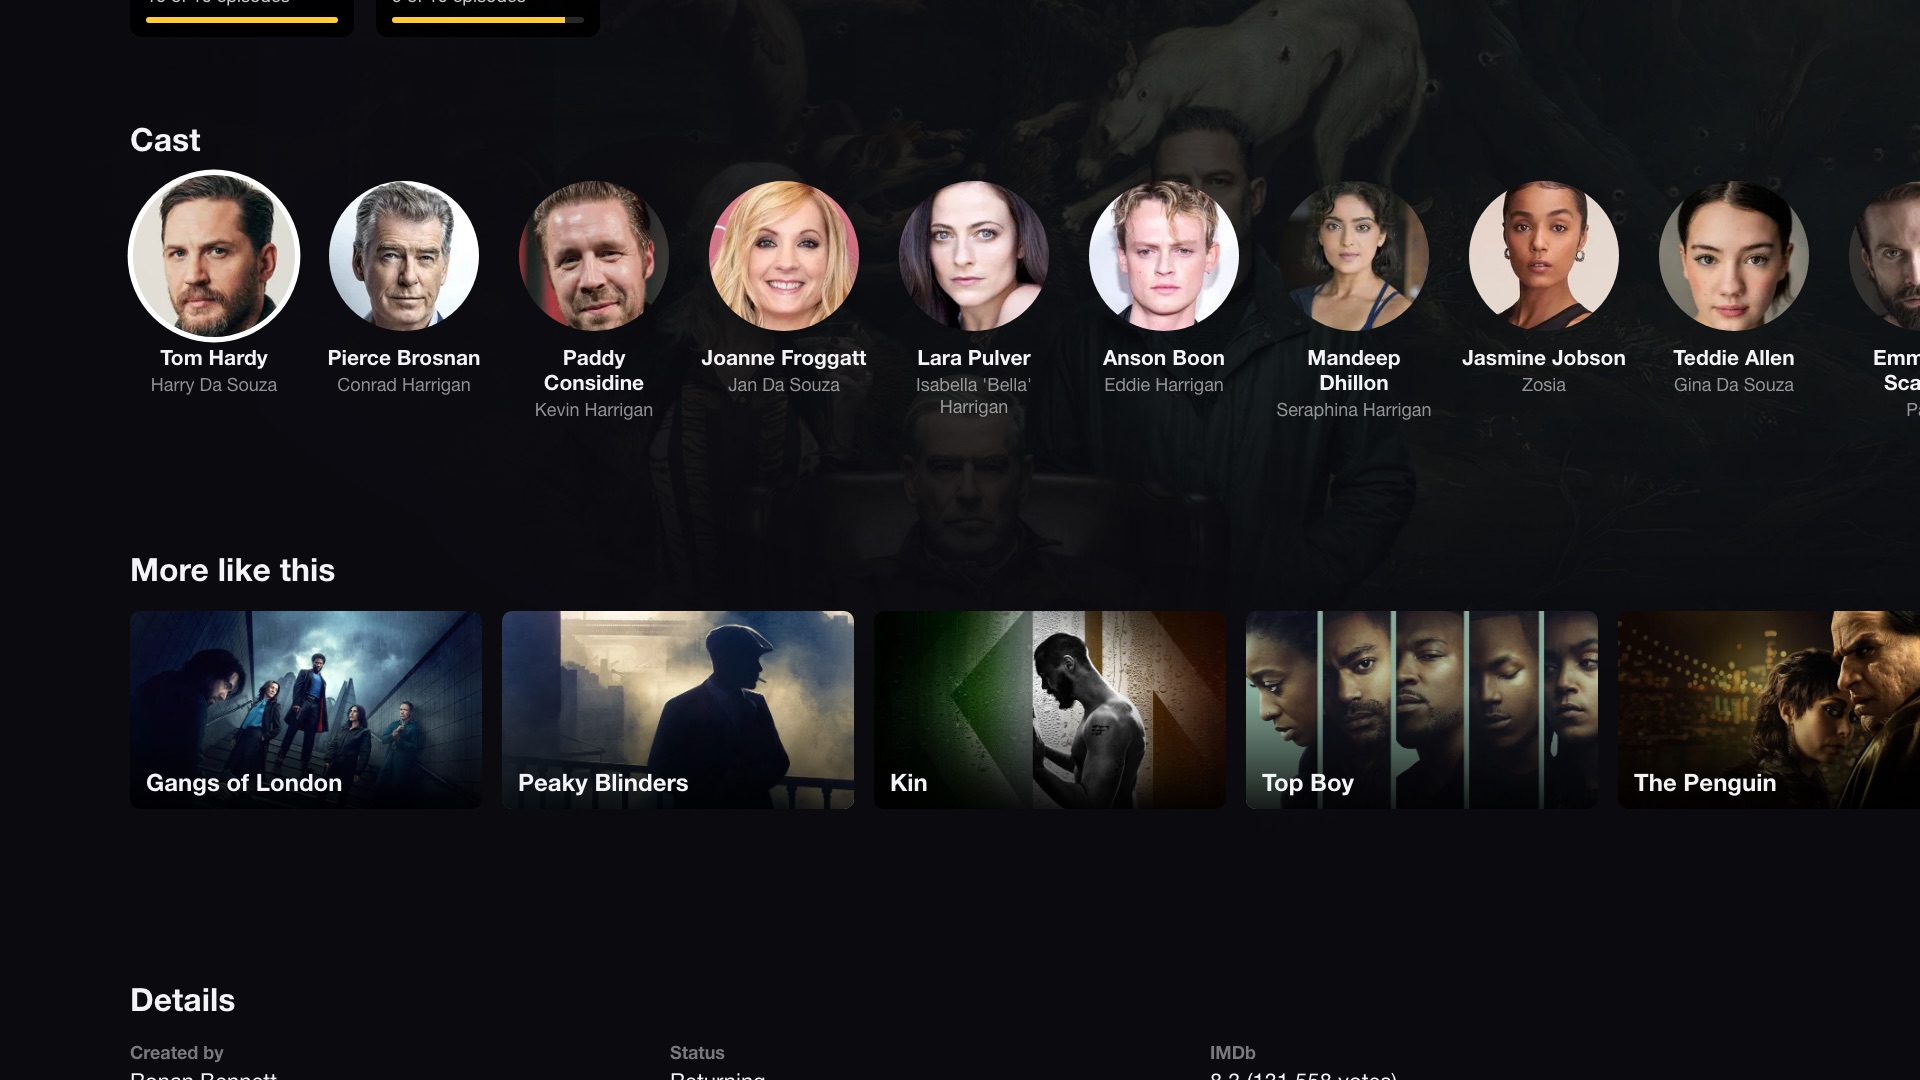 Cast
Tom Hardy
Harry Da Souza
Pierce Brosnan
Conrad Harrigan
Paddy
Considine
Kevin Harrigan
Joanne Froggatt
Jan Da Souza
Lara Pulver
Isabella 'Bella'
Harrigan
Anson Boon
Eddie Harrigan
Mandeep
Dhillon
Seraphina Harrigan
Jasmine Jobson
Zosia
Teddie Allen
Gina Da Souza
More like this
Gangs of London
Peaky Blinders
Kin
Top Boy
The Penguin
Details
Created by
Ronan Bennett
Status
Returning
IMDb